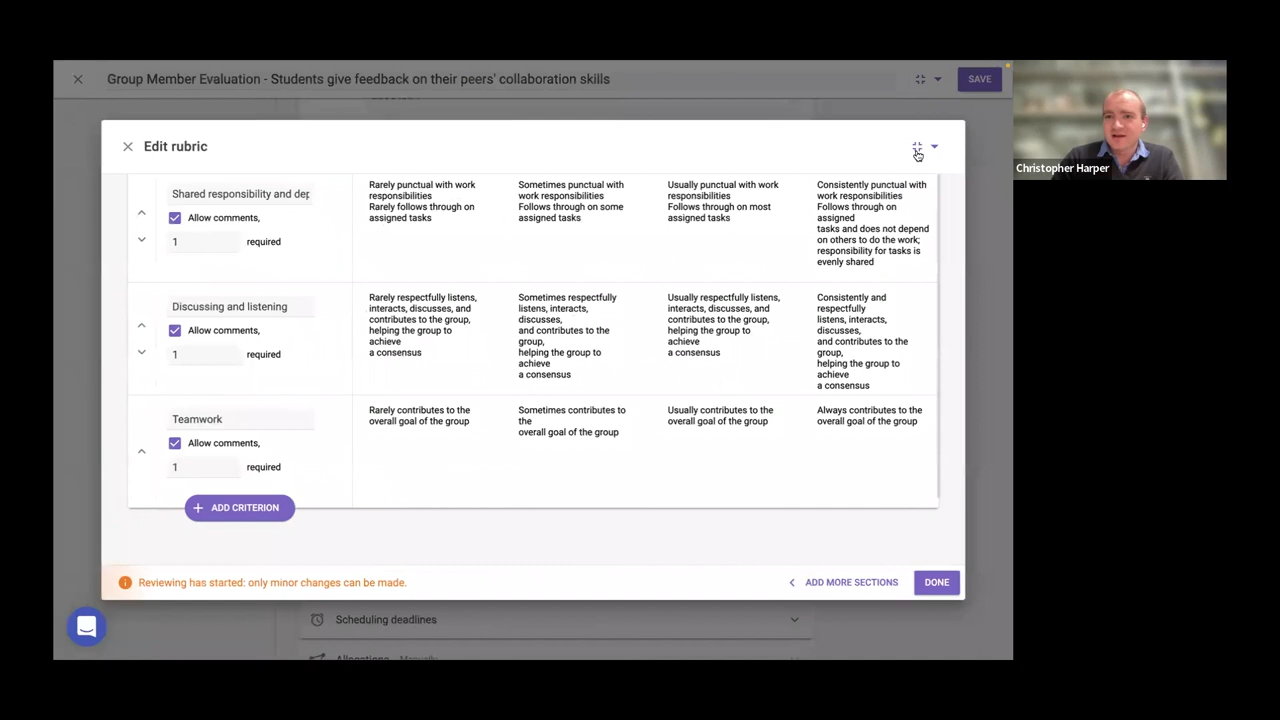 Group Member Evaluation - Students give feedback on their peers' collaboration skills
SAVE
Edit rubric
Christopher Harper
Shared responsibility and dep
Allow comments,
1 required
Rarely punctual with work
responsibilities
Rarely follows through on
assigned tasks
Sometimes punctual with
work responsibilities
Follows through on some
assigned tasks
Usually punctual with work
responsibilities
Follows through on most
assigned tasks
Consistently punctual with
work responsibilities
Follows through on
assigned
tasks and does not depend
on others to do the work;
responsibility for tasks is
evenly shared
Discussing and listening
Allow comments,
1 required
Rarely respectfully listens,
interacts, discusses, and
contributes to the group,
helping the group to
achieve
a consensus
Sometimes respectfully
listens, interacts,
discusses,
and contributes to the
group,
helping the group to
achieve
a consensus
Usually respectfully listens,
interacts, discusses, and
contributes to the group,
helping the group to
achieve
a consensus
Consistently and
respectfully
listens, interacts,
discusses,
and contributes to the
group,
helping the group to
achieve
a consensus
Teamwork
Allow comments,
1 required
Rarely contributes to the
overall goal of the group
Sometimes contributes to
the
overall goal of the group
Usually contributes to the
overall goal of the group
Always contributes to the
overall goal of the group
+ ADD CRITERION
Reviewing has started: only minor changes can be made.
ADD MORE SECTIONS
DONE
Scheduling deadlines